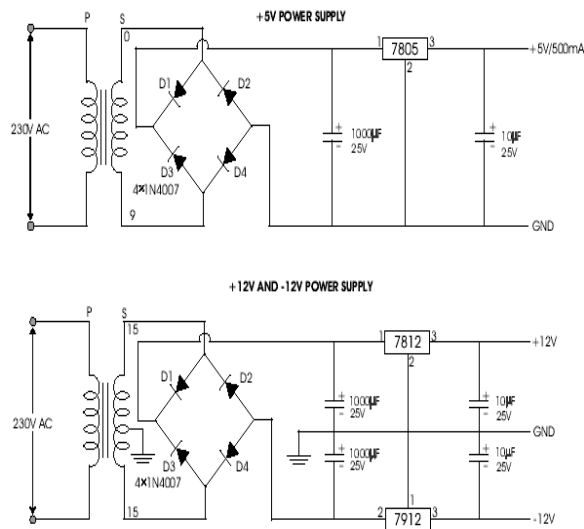 +5V POWER SUPPLY
P S
0
1 7805 3 +5V/500mA
2
D1 D2
230V AC
1000µF
25V
10µF
25V
D3 D4
4×1N4007
9
GND
+12V AND -12V POWER SUPPLY
P S
15
1 7812 3 +12V
2
D1 D2
1000µF
25V
10µF
25V
230V AC
GND
D3 D4
1000µF
25V
10µF
25V
4×1N4007
15
1
2 7912 3 -12V